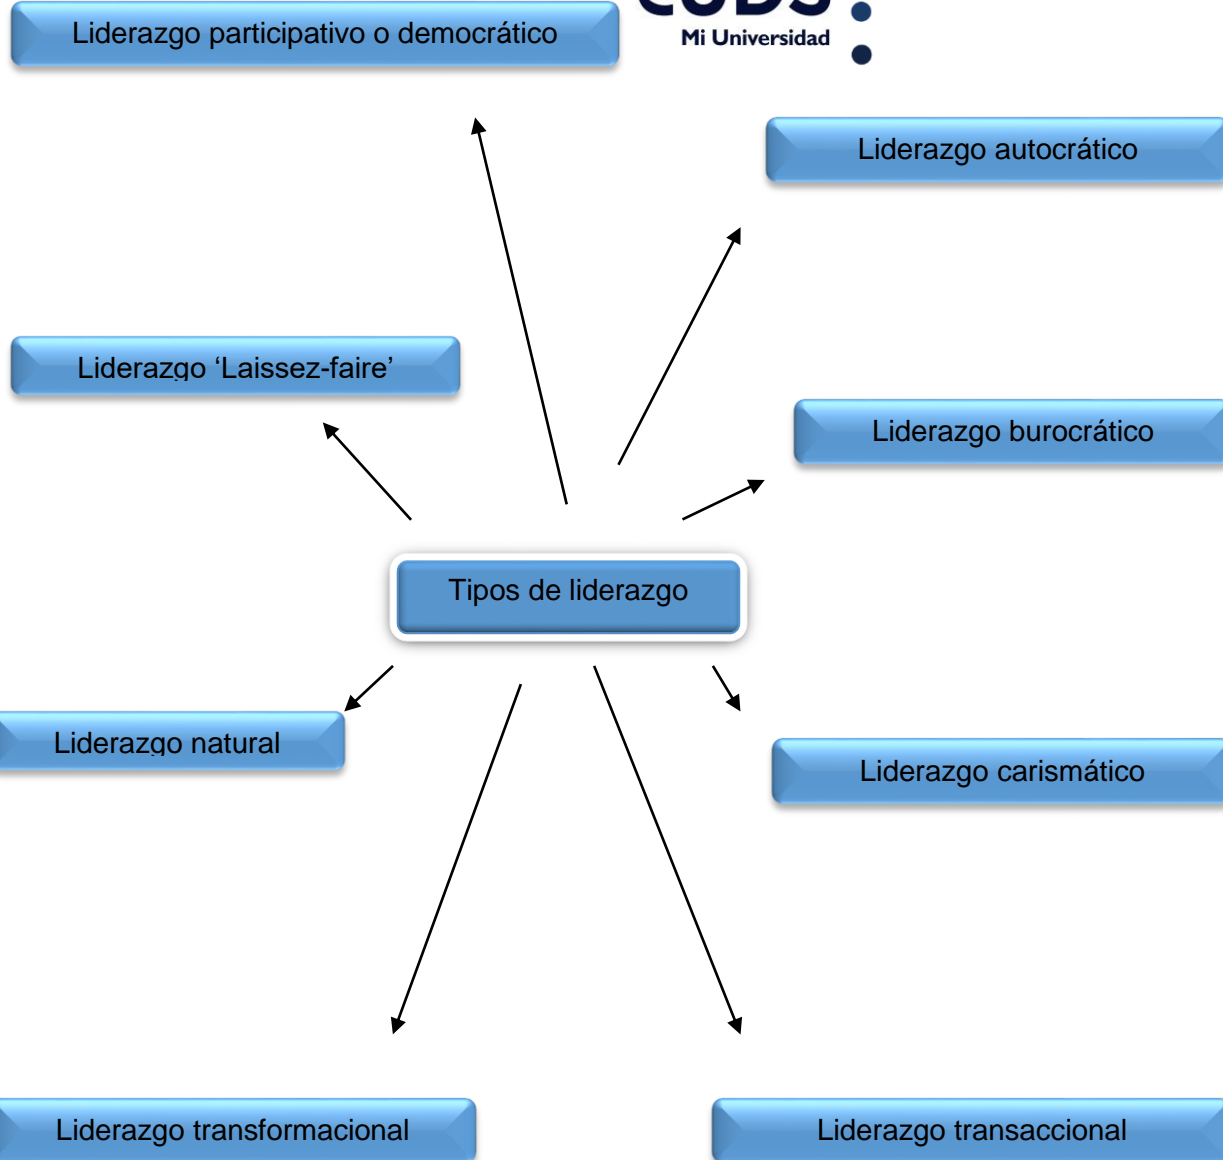 Liderazgo participativo o democrático
Mi Universidad
Liderazgo autocrático
Liderazgo ‘Laissez-faire’
Liderazgo burocrático
Tipos de liderazgo
Liderazgo natural
Liderazgo carismático
Liderazgo transformacional
Liderazgo transaccional